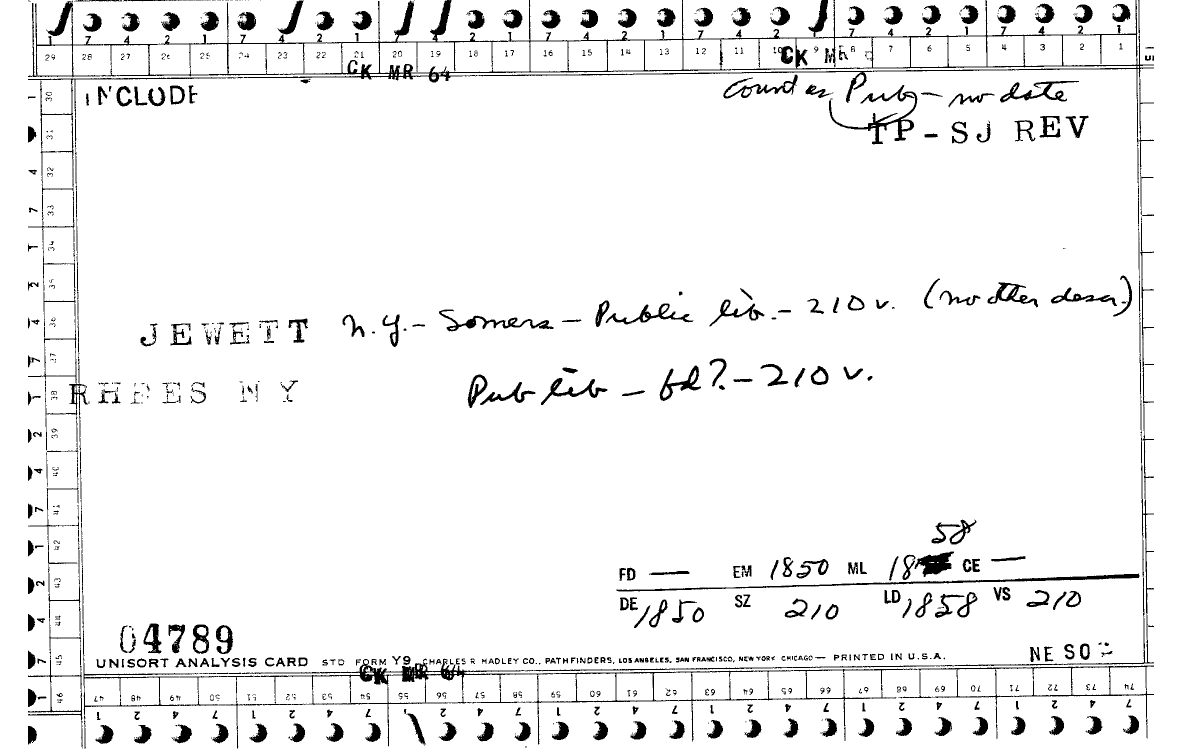 1 7 4 2 1 7 4 2 1 7 4 2 1 7 4 2 1 7 4 2 1 7 4 2 1 7 4 2 1
29 28 27 26 25 24 23 22 21 20 19 18 17 16 15 14 13 12 11 10 9 8 7 6 5 4 3 2 1
CK MR 64 CK MR
INCLUDE Count as Pub - no date
TP-SJ REV
JEWETT N.Y. - Somers - Public lib. - 210 v. (no other descr.)
RHEES N Y Pub lib - fd?. - 210 v.
58
FD — EM 1850 ML 18 CE —
DE 1850 SZ 210 LD 1858 VS 210
04789
UNISORT ANALYSIS CARD STD FORM Y9 CHARLES R HADLEY CO., PATHFINDERS, LOS ANGELES, SAN FRANCISCO, NEW YORK CHICAGO — PRINTED IN U.S.A. NE SO
CK MR 64
47 48 49 50 51 52 53 54 55 56 57 58 59 60 61 62 63 64 65 66 67 68 69 70 71 72 73 74
1 2 4 7 1 2 4 7 1 2 4 7 1 2 4 7 1 2 4 7 1 2 4 7 1 2 4 7
30 31 32 33 34 35 36 37 38 39 40 41 42 43 44 45 46